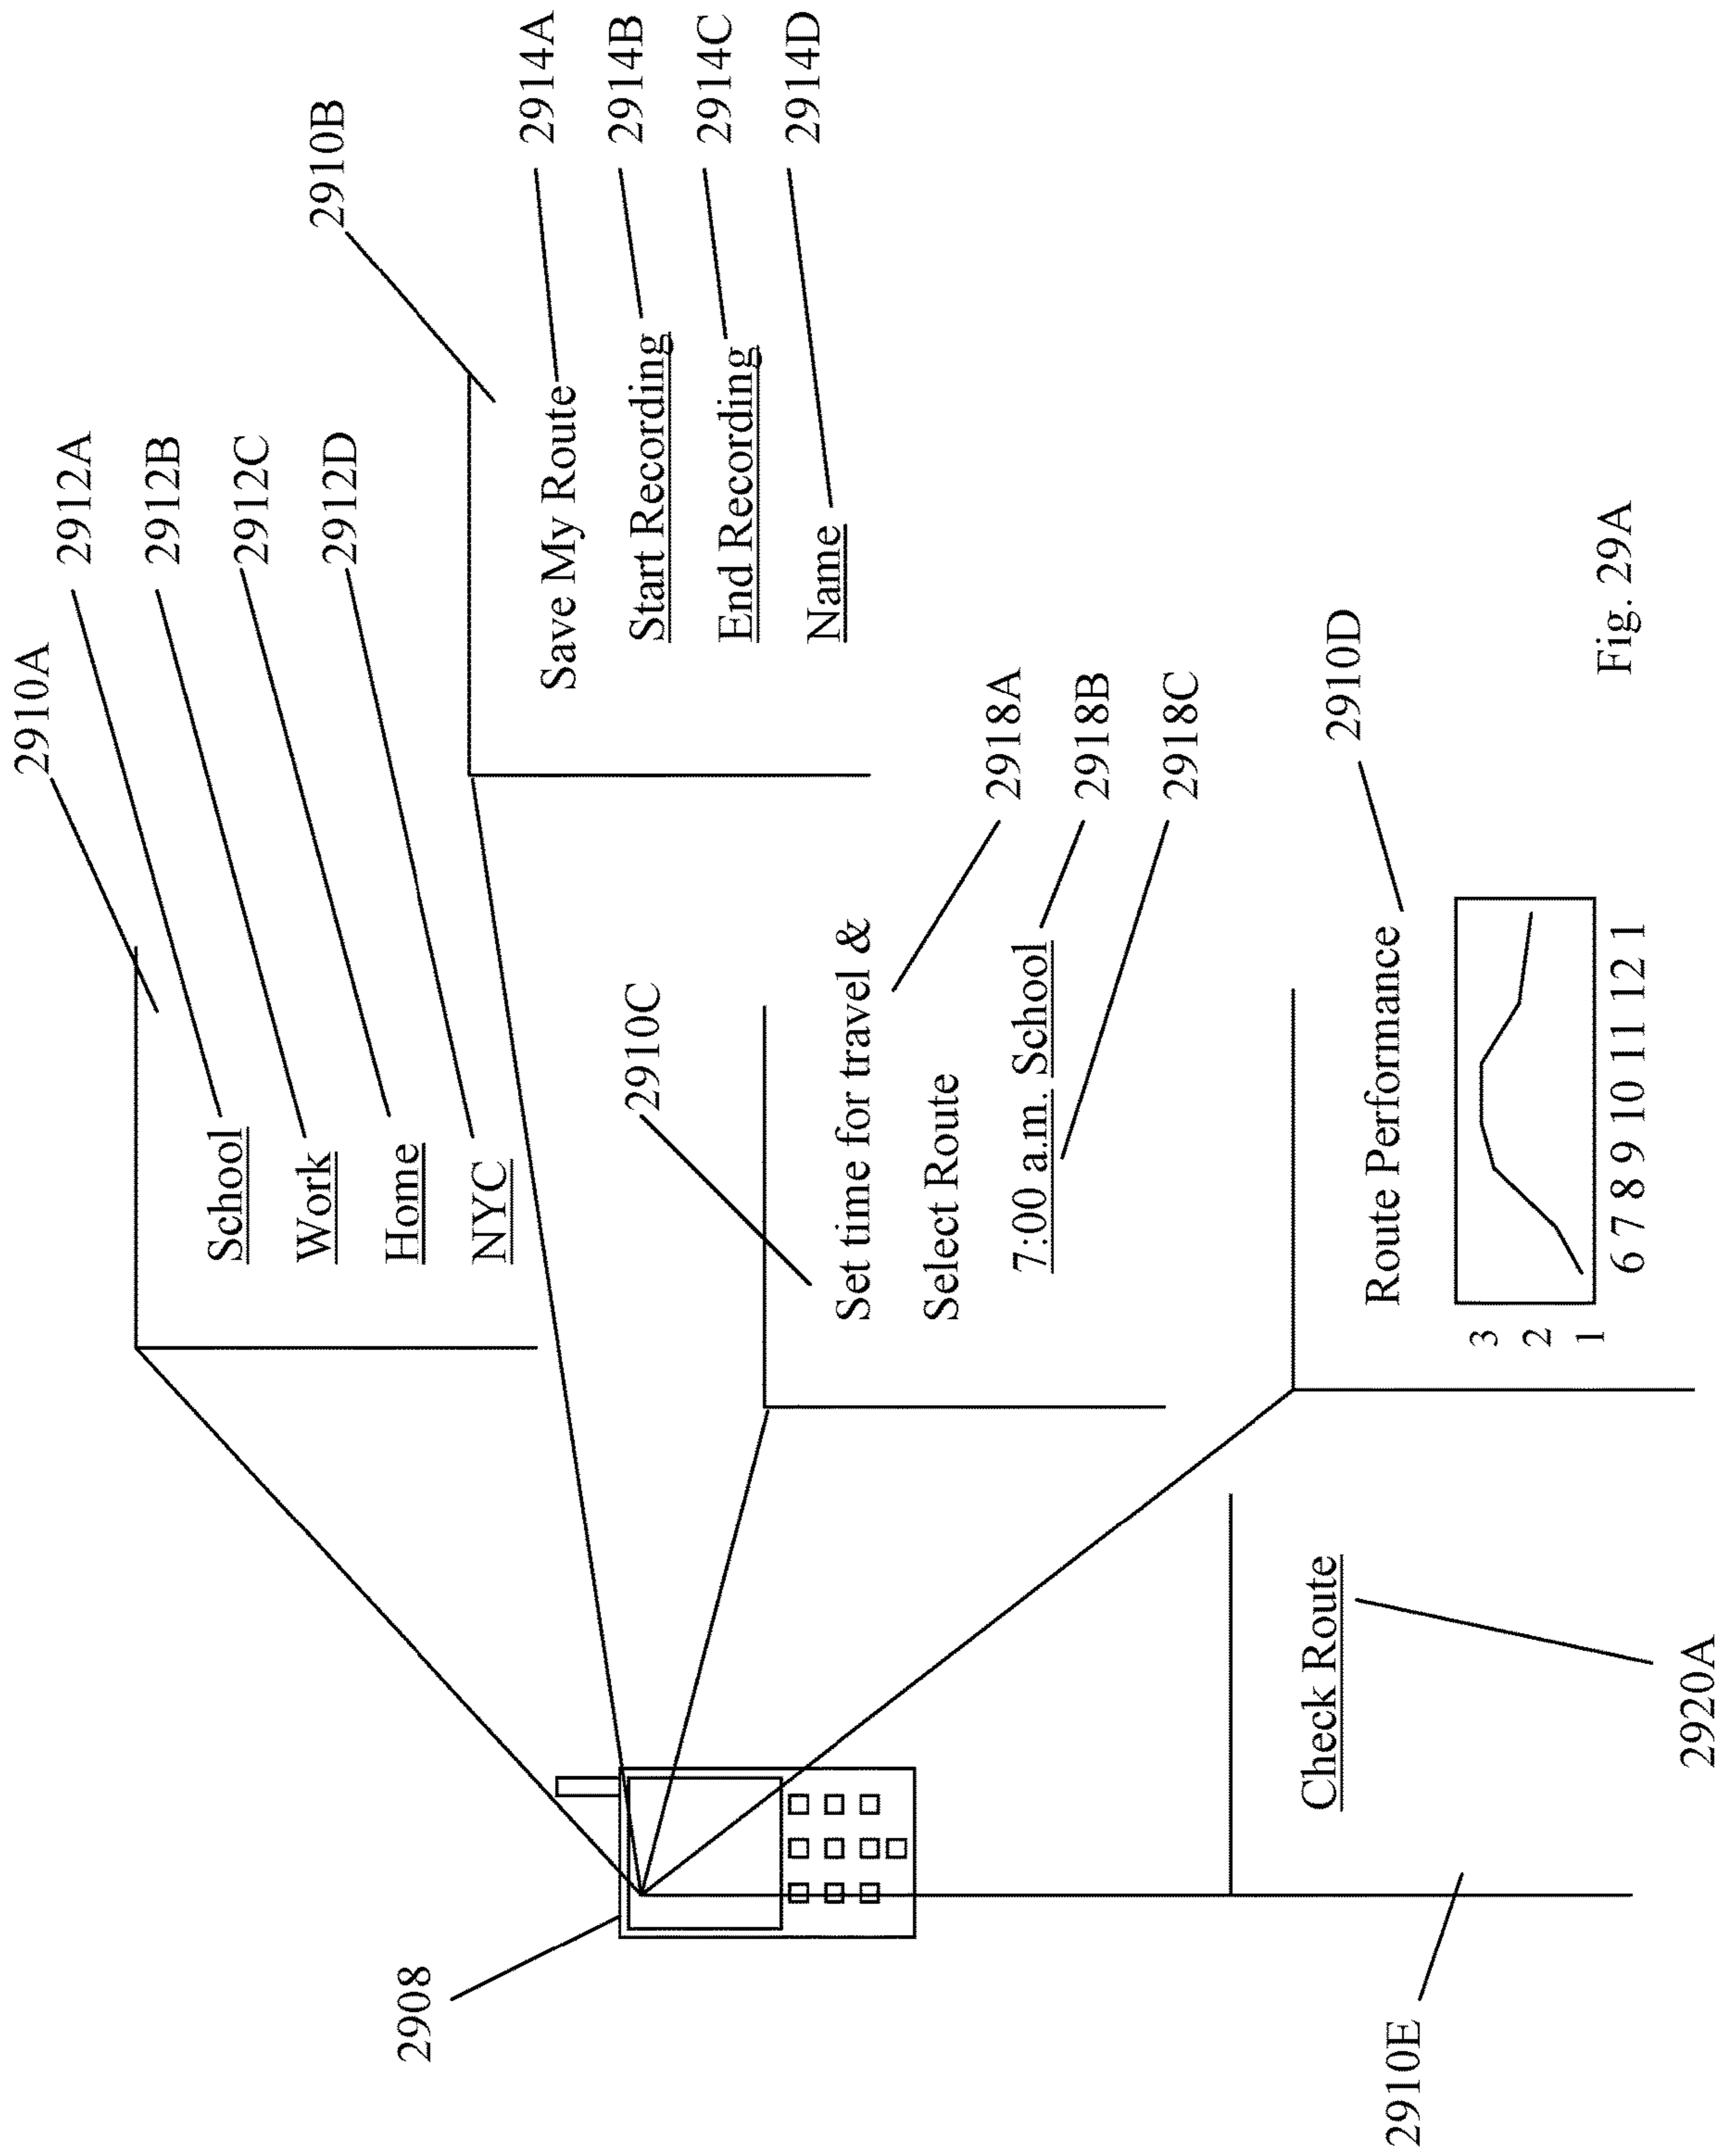 2910A
2912A
2912B
2912C
2912D
School
Work
Home
NYC
2910B
2914A
2914B
2914C
2914D
Save My Route
Start Recording
End Recording
Name
2908
2910C
Set time for travel &
Select Route
7:00 a.m. School
2918A
2918B
2918C
2910D
Route Performance
3
2
1
6 7 8 9 10 11 12 1
Check Route
2910E
2920A
Fig. 29A